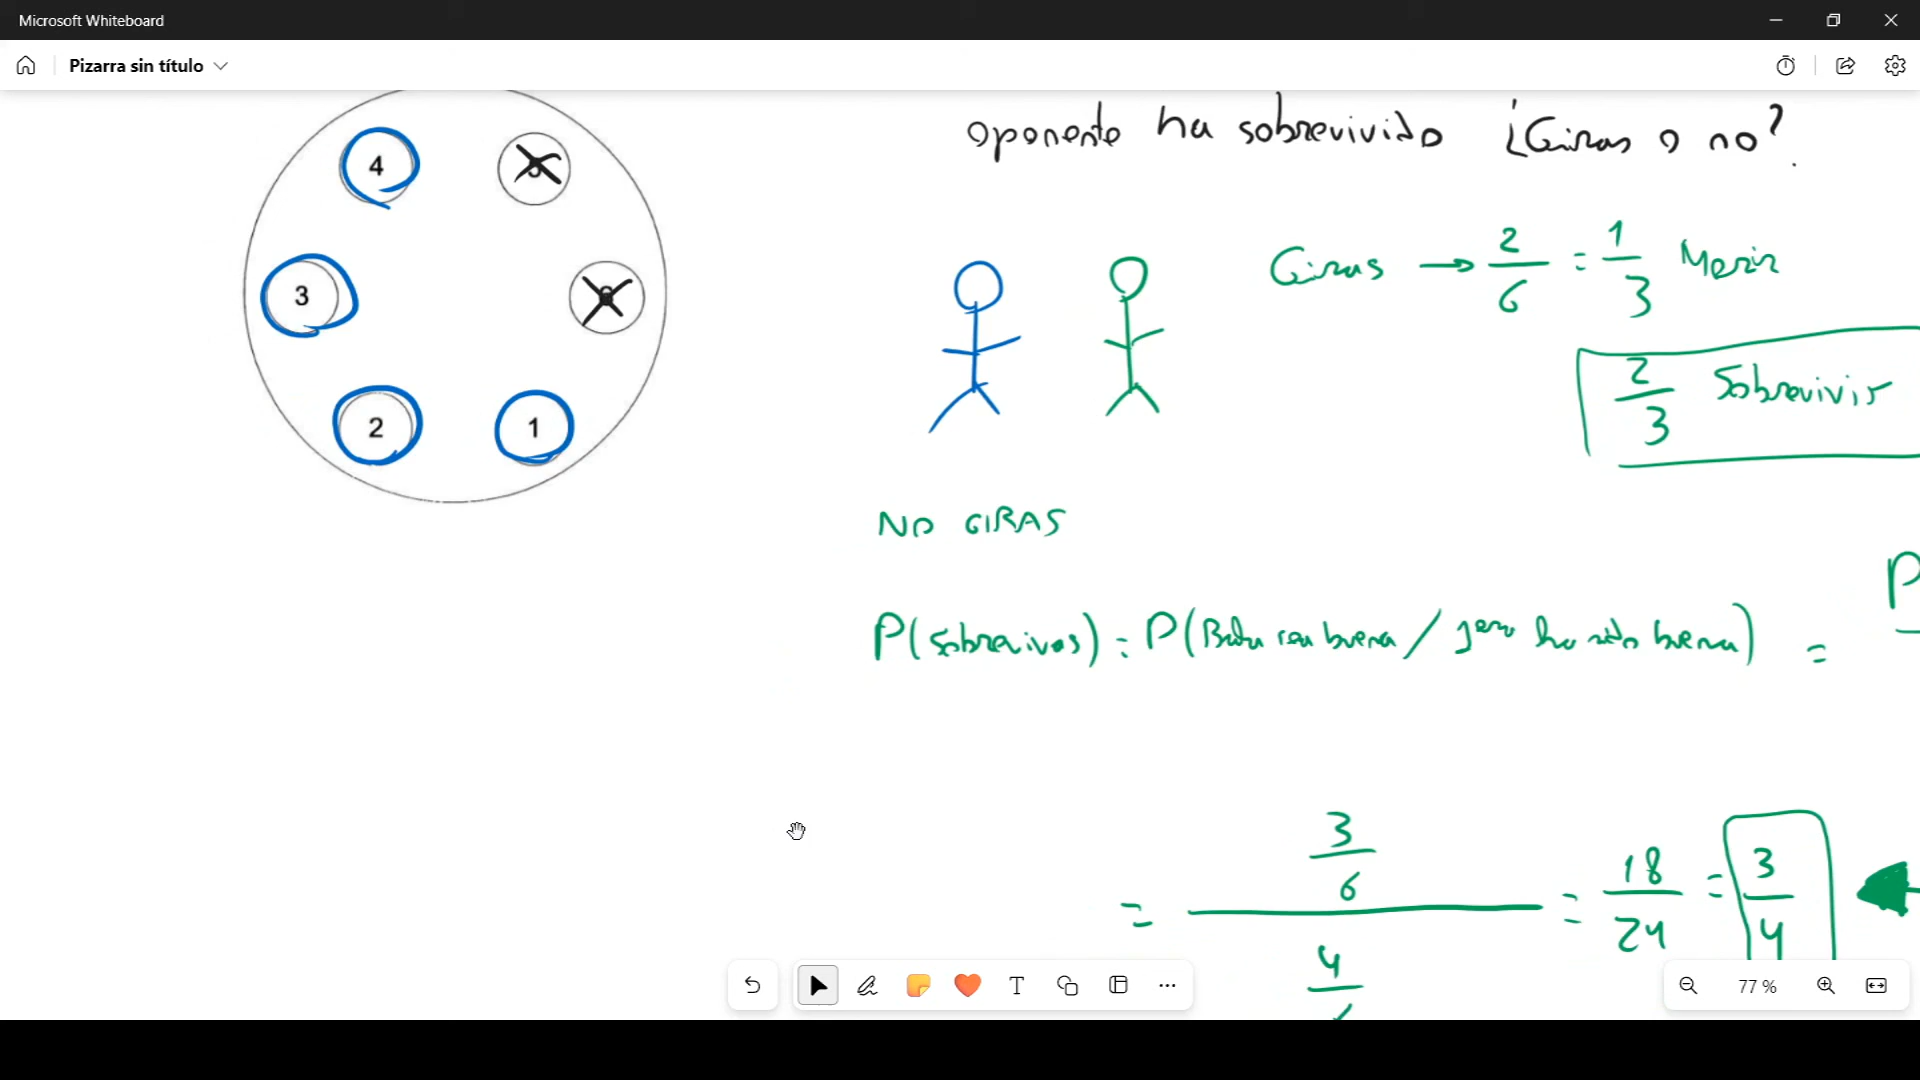 Microsoft Whiteboard
Pizarra sin título
oponente ha sobrevivido ¿Giras o no?
4
3
2
1
Giras → 2/6 = 1/3 Morir
2/3 Sobrevivir
NO GIRAS
P(sobrevivas) = P(Bala sea buena / 1era ha sido buena) =
P
= 3/6
4
= 18/24 = 3/4
77 %